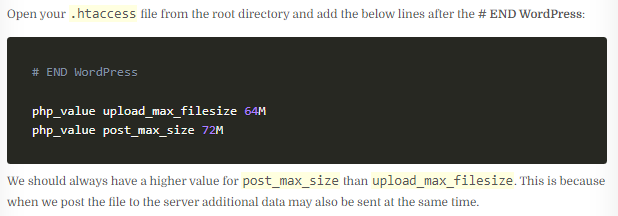 Open your .htaccess file from the root directory and add the below lines after the # END WordPress:
# END WordPress
php_value upload_max_filesize 64M
php_value post_max_size 72M
We should always have a higher value for post_max_size than upload_max_filesize. This is because
when we post the file to the server additional data may also be sent at the same time.